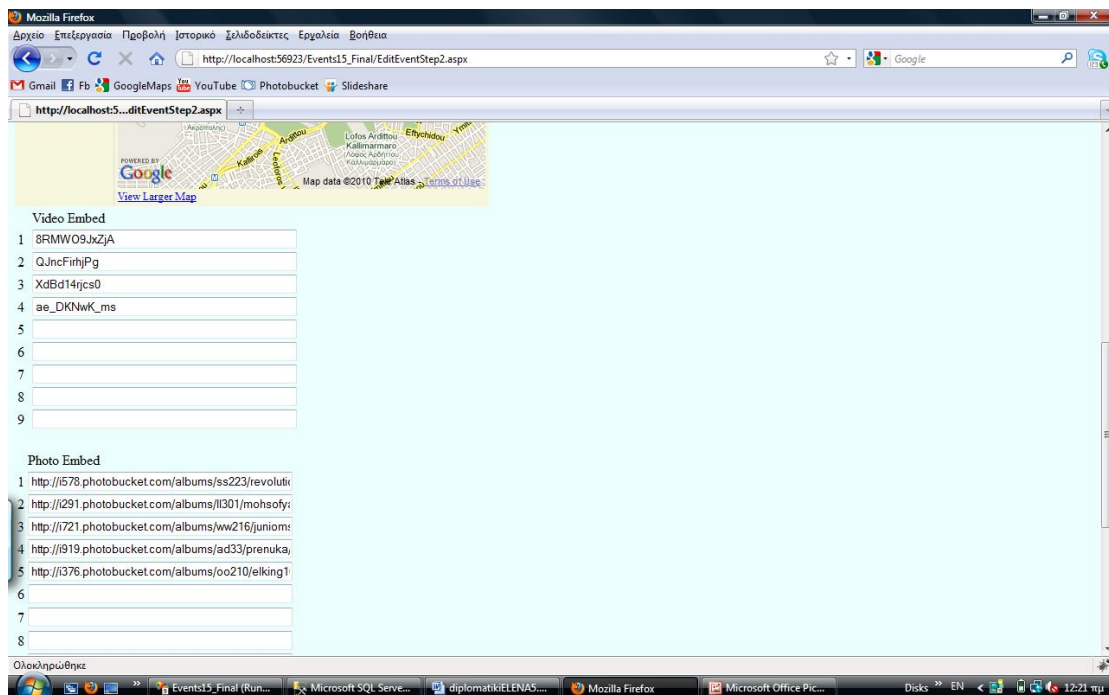 Mozilla Firefox
Αρχείο Επεξεργασία Προβολή Ιστορικό Σελιδοδείκτες Εργαλεία Βοήθεια
http://localhost:56923/Events15_Final/EditEventStep2.aspx
Google
Gmail Fb GoogleMaps YouTube Photobucket Slideshare
http://localhost:5...ditEventStep2.aspx
Ardittou
Lofos Ardittou
Eftychidou
Kallimarmaro
Kallirois
Leoforos
POWERED BY
Google
Map data ©2010 Tele Atlas - Terms of Use
View Larger Map
Video Embed
1 8RMWO9JxZjA
2 QJncFirhjPg
3 XdBd14rjcs0
4 ae_DKNwK_ms
5
6
7
8
9
Photo Embed
1 http://i578.photobucket.com/albums/ss223/revolutic
2 http://i291.photobucket.com/albums/ll301/mohsofya
3 http://i721.photobucket.com/albums/ww216/junioms
4 http://i919.photobucket.com/albums/ad33/prenuka/
5 http://i376.photobucket.com/albums/oo210/elking1
6
7
8
Ολοκληρώθηκε
Events15_Final (Run... Microsoft SQL Serve... diplomatikiELENA5.... Mozilla Firefox Microsoft Office Pic... Disks EN 12:21 πμ